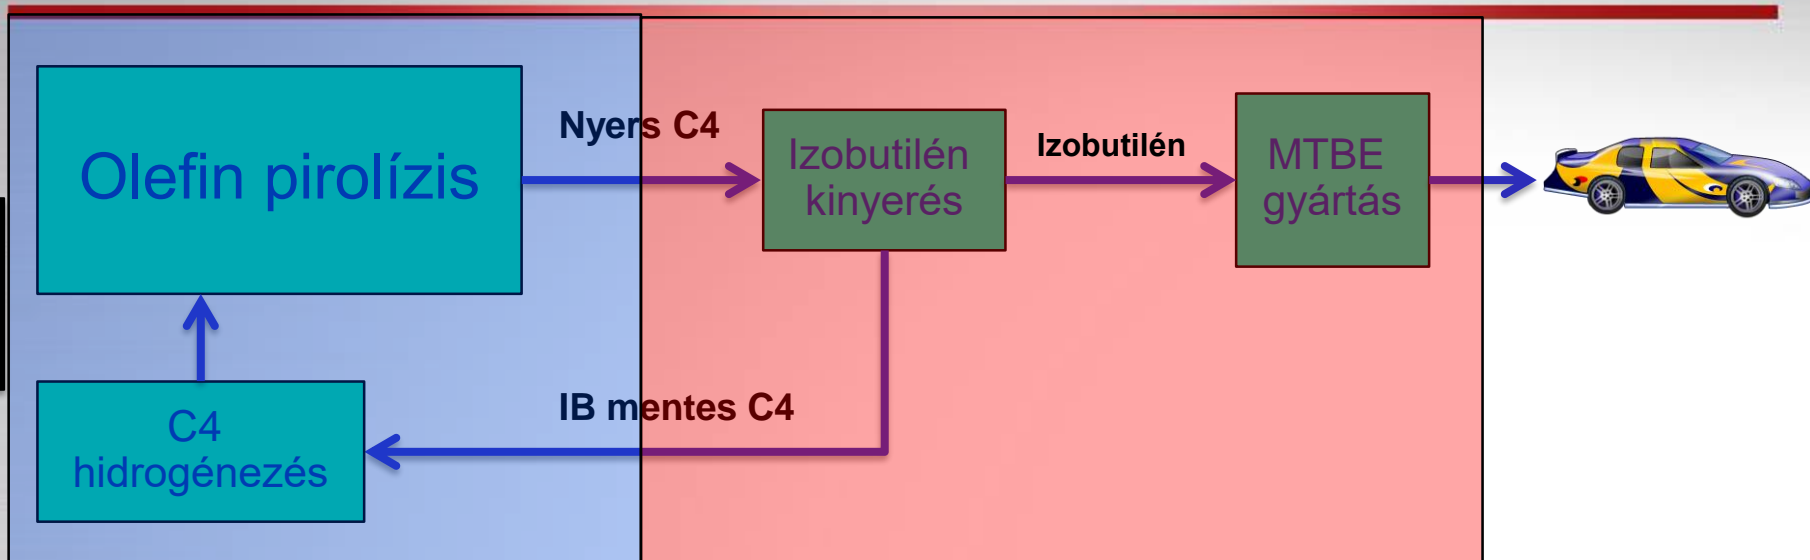 Olefin pirolízis
Nyers C4
Izobutilén
kinyerés
Izobutilén
MTBE
gyártás
IB mentes C4
C4
hidrogénezés